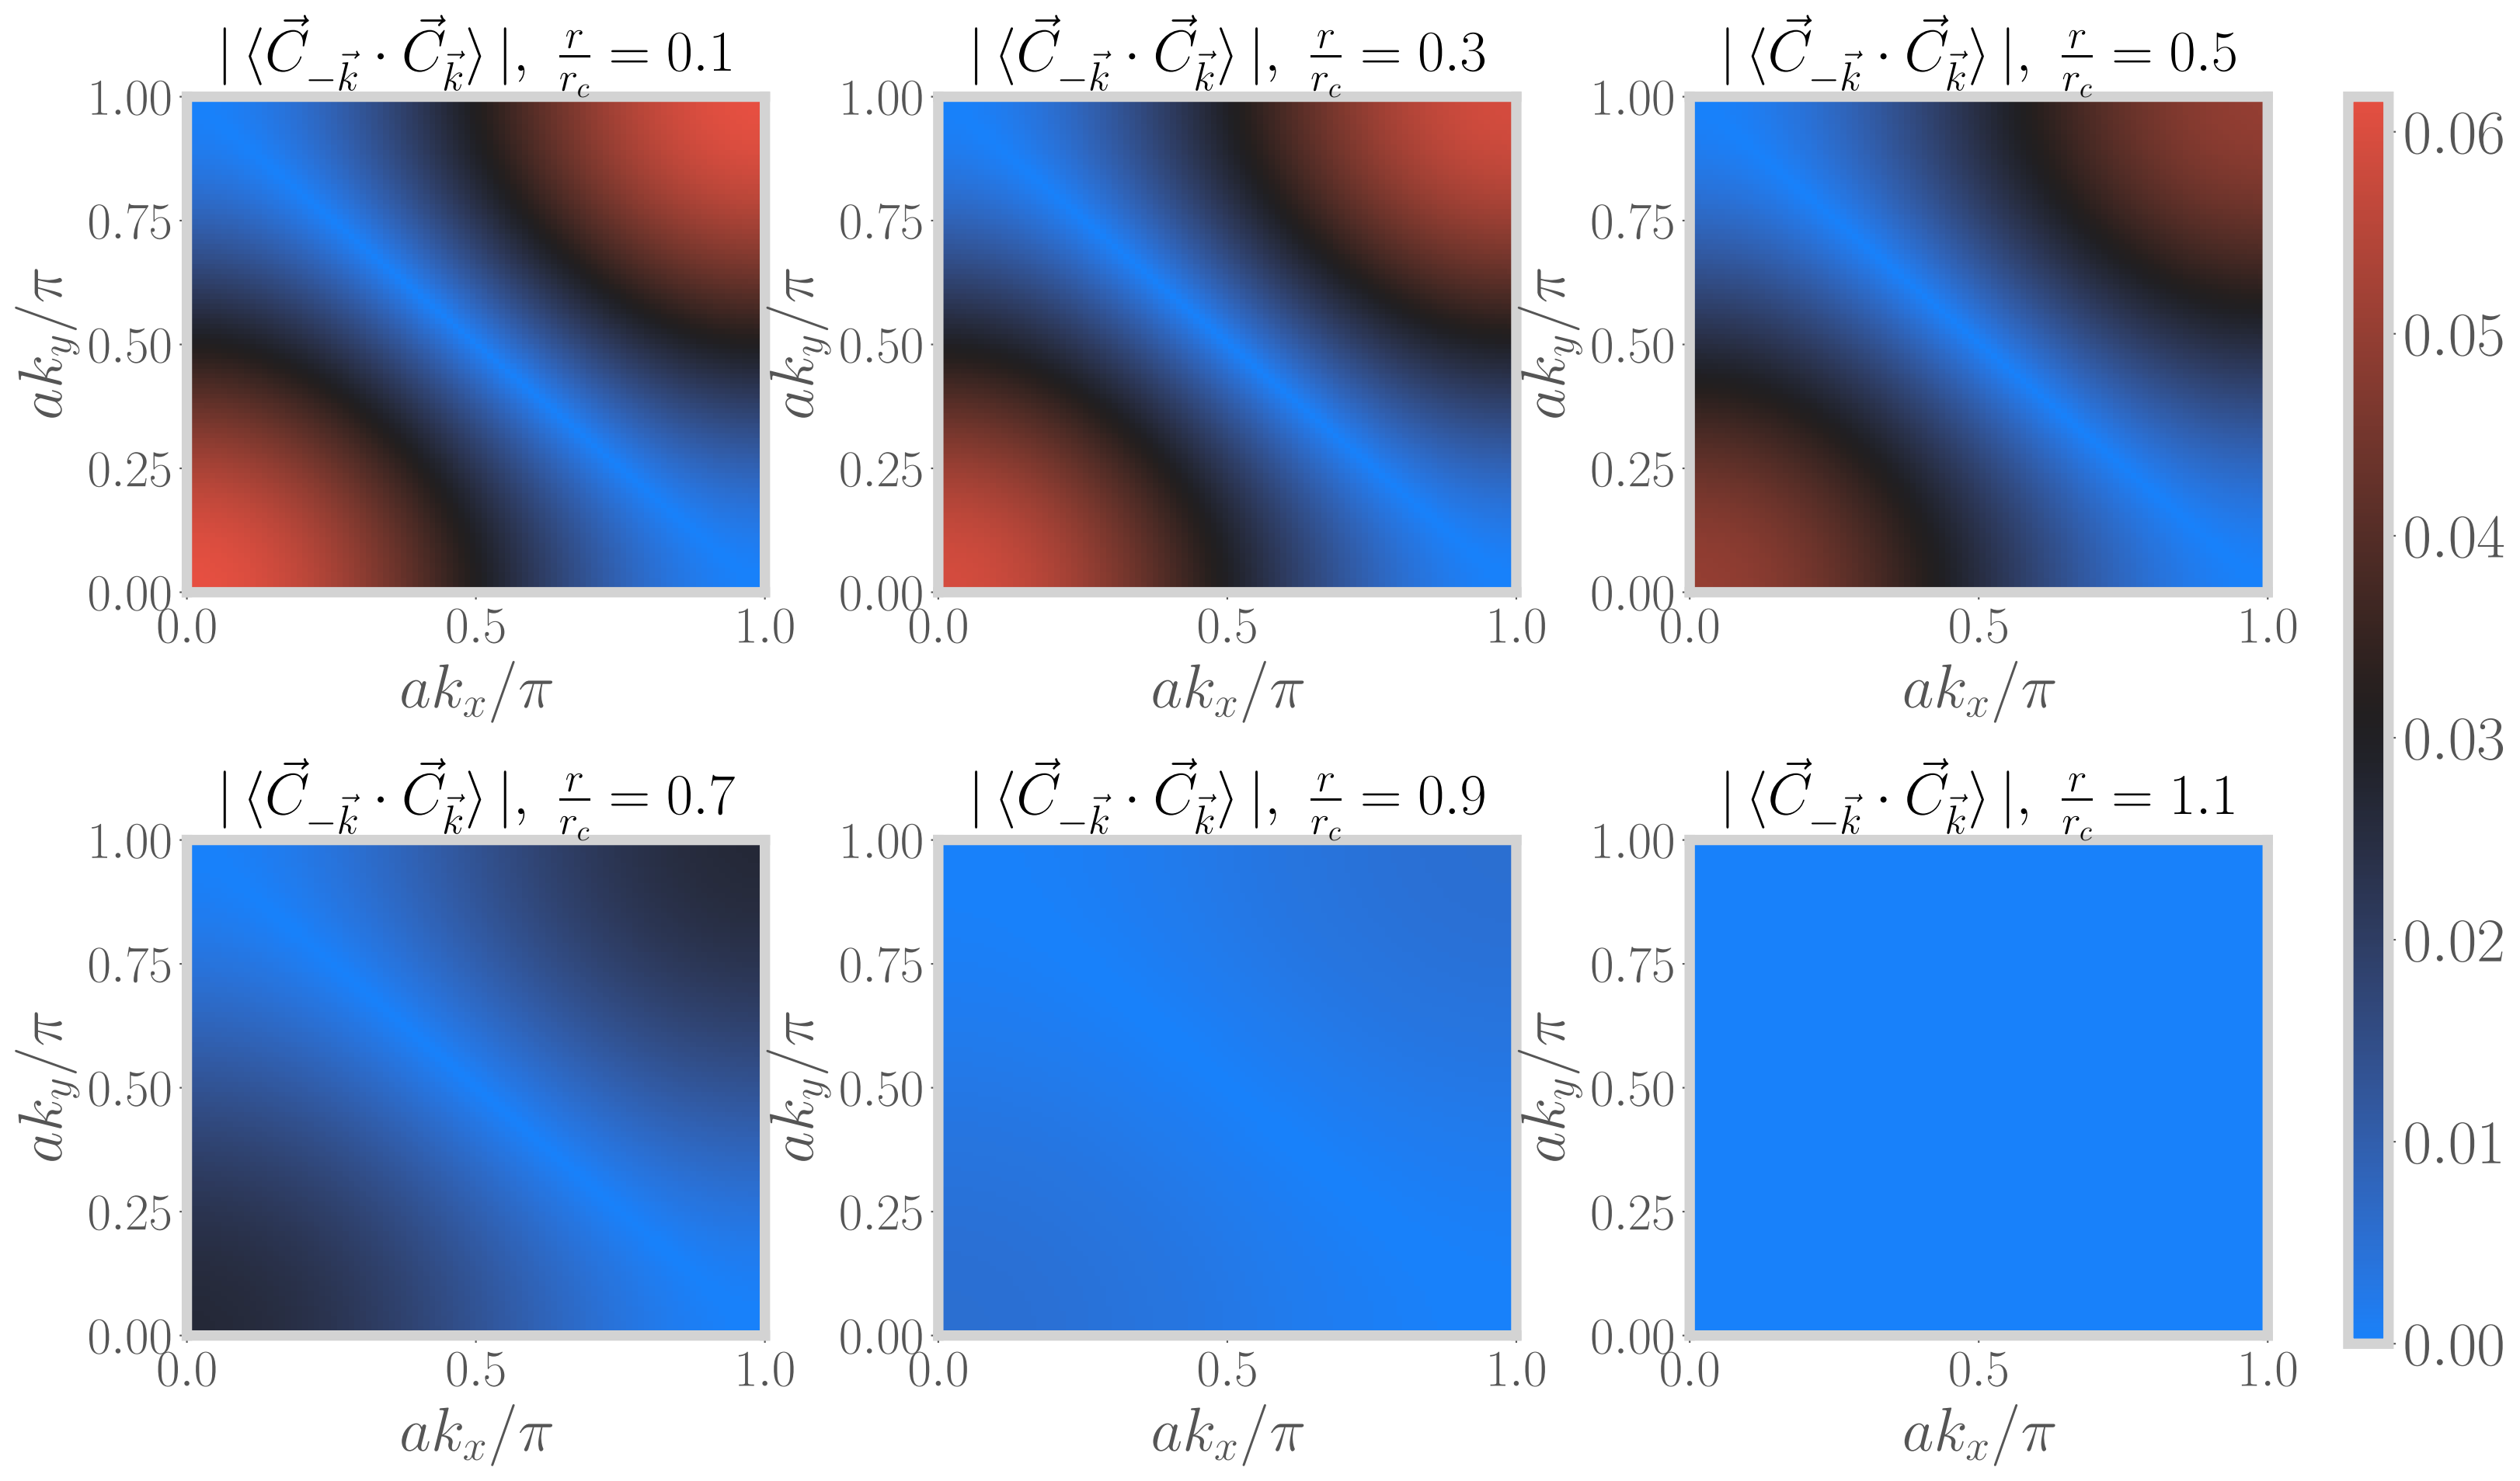 |⟨C⃗_{−k⃗} · C⃗_{k⃗}⟩|, r/r_c = 0.1
|⟨C⃗_{−k⃗} · C⃗_{k⃗}⟩|, r/r_c = 0.3
|⟨C⃗_{−k⃗} · C⃗_{k⃗}⟩|, r/r_c = 0.5
1.00
0.75
0.50
0.25
0.00
ak_y/π
0.0 0.5 1.0
ak_x/π
1.00
0.75
0.50
0.25
0.00
ak_y/π
0.0 0.5 1.0
ak_x/π
1.00
0.75
0.50
0.25
0.00
ak_y/π
0.0 0.5 1.0
ak_x/π
|⟨C⃗_{−k⃗} · C⃗_{k⃗}⟩|, r/r_c = 0.7
|⟨C⃗_{−k⃗} · C⃗_{k⃗}⟩|, r/r_c = 0.9
|⟨C⃗_{−k⃗} · C⃗_{k⃗}⟩|, r/r_c = 1.1
1.00
0.75
0.50
0.25
0.00
ak_y/π
0.0 0.5 1.0
ak_x/π
1.00
0.75
0.50
0.25
0.00
ak_y/π
0.0 0.5 1.0
ak_x/π
1.00
0.75
0.50
0.25
0.00
ak_y/π
0.0 0.5 1.0
ak_x/π
0.06
0.05
0.04
0.03
0.02
0.01
0.00